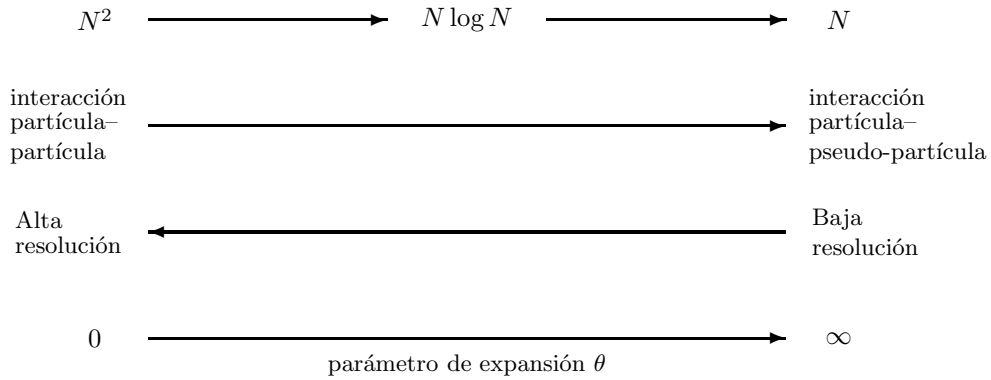 N² N log N N
interacción
partícula–
partícula
interacción
partícula–
pseudo-partícula
Alta
resolución
Baja
resolución
0 ∞
parámetro de expansión θ